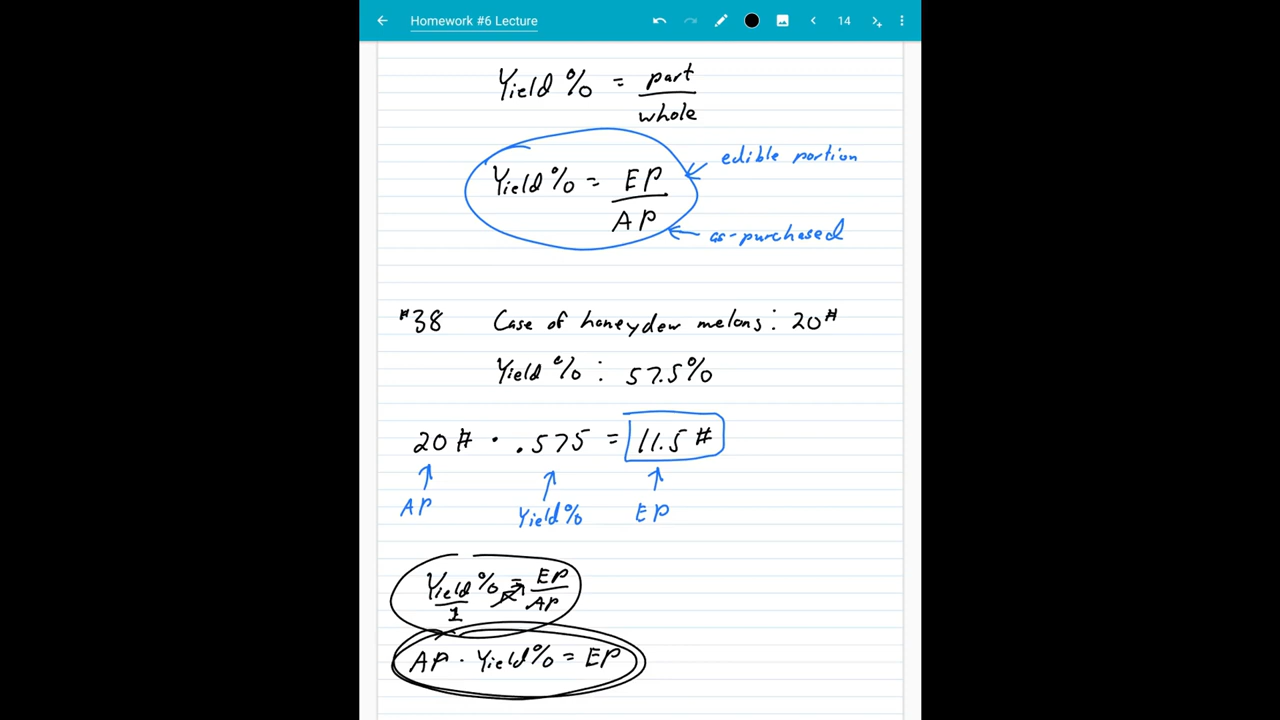 Homework #6 Lecture
14
Yield % = part
whole
Yield % = EP
AP
edible portion
as-purchased
#38 Case of honeydew melons: 20#
Yield % : 57.5%
20 # · .575 = 11.5 #
AP Yield% EP
Yield % = EP
1 AP
AP · Yield% = EP